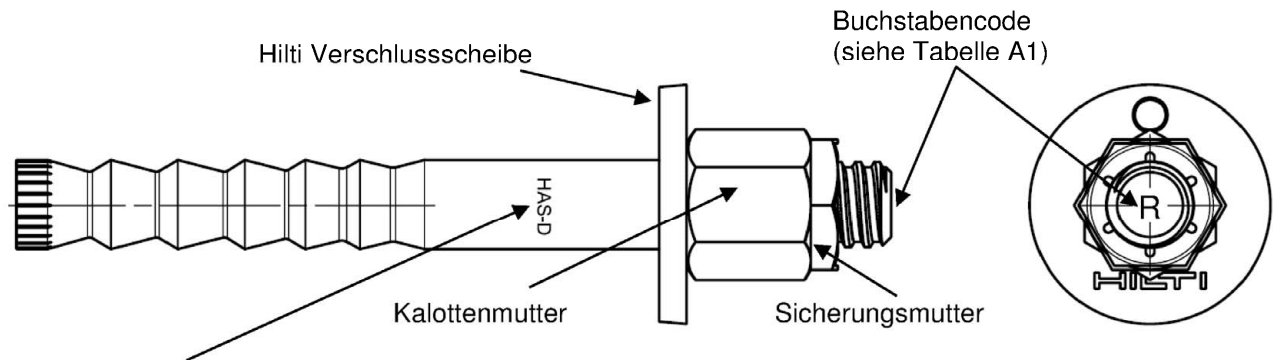 Buchstabencode
(siehe Tabelle A1)
Hilti Verschlussscheibe
HAS-D
R
HILTI
Kalottenmutter
Sicherungsmutter